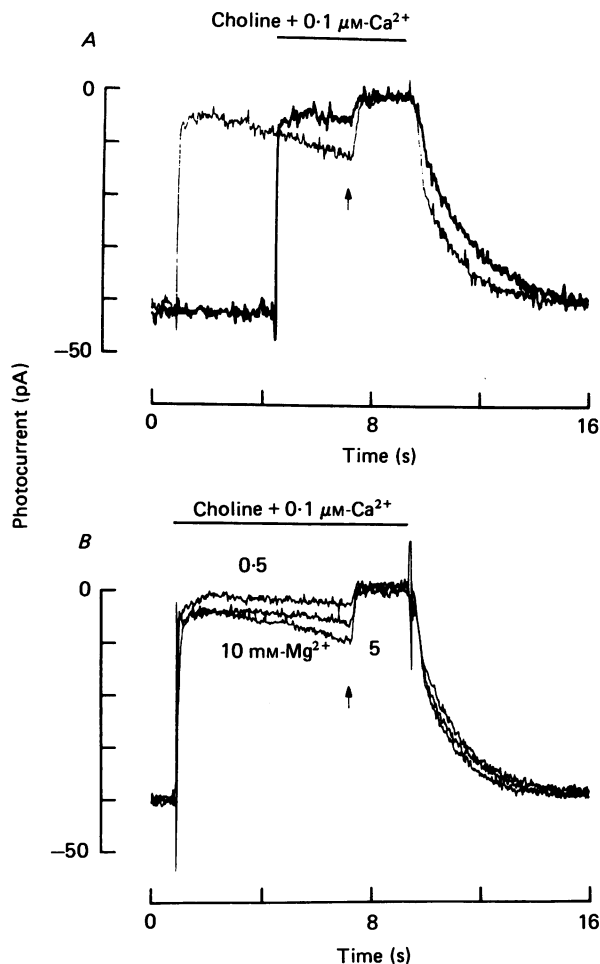 Choline + 0·1 μM-Ca²⁺
A
0
−50
0 8 16
Time (s)
Photocurrent (pA)
Choline + 0·1 μM-Ca²⁺
B
0·5
0
10 mM-Mg²⁺ 5
−50
0 8 16
Time (s)